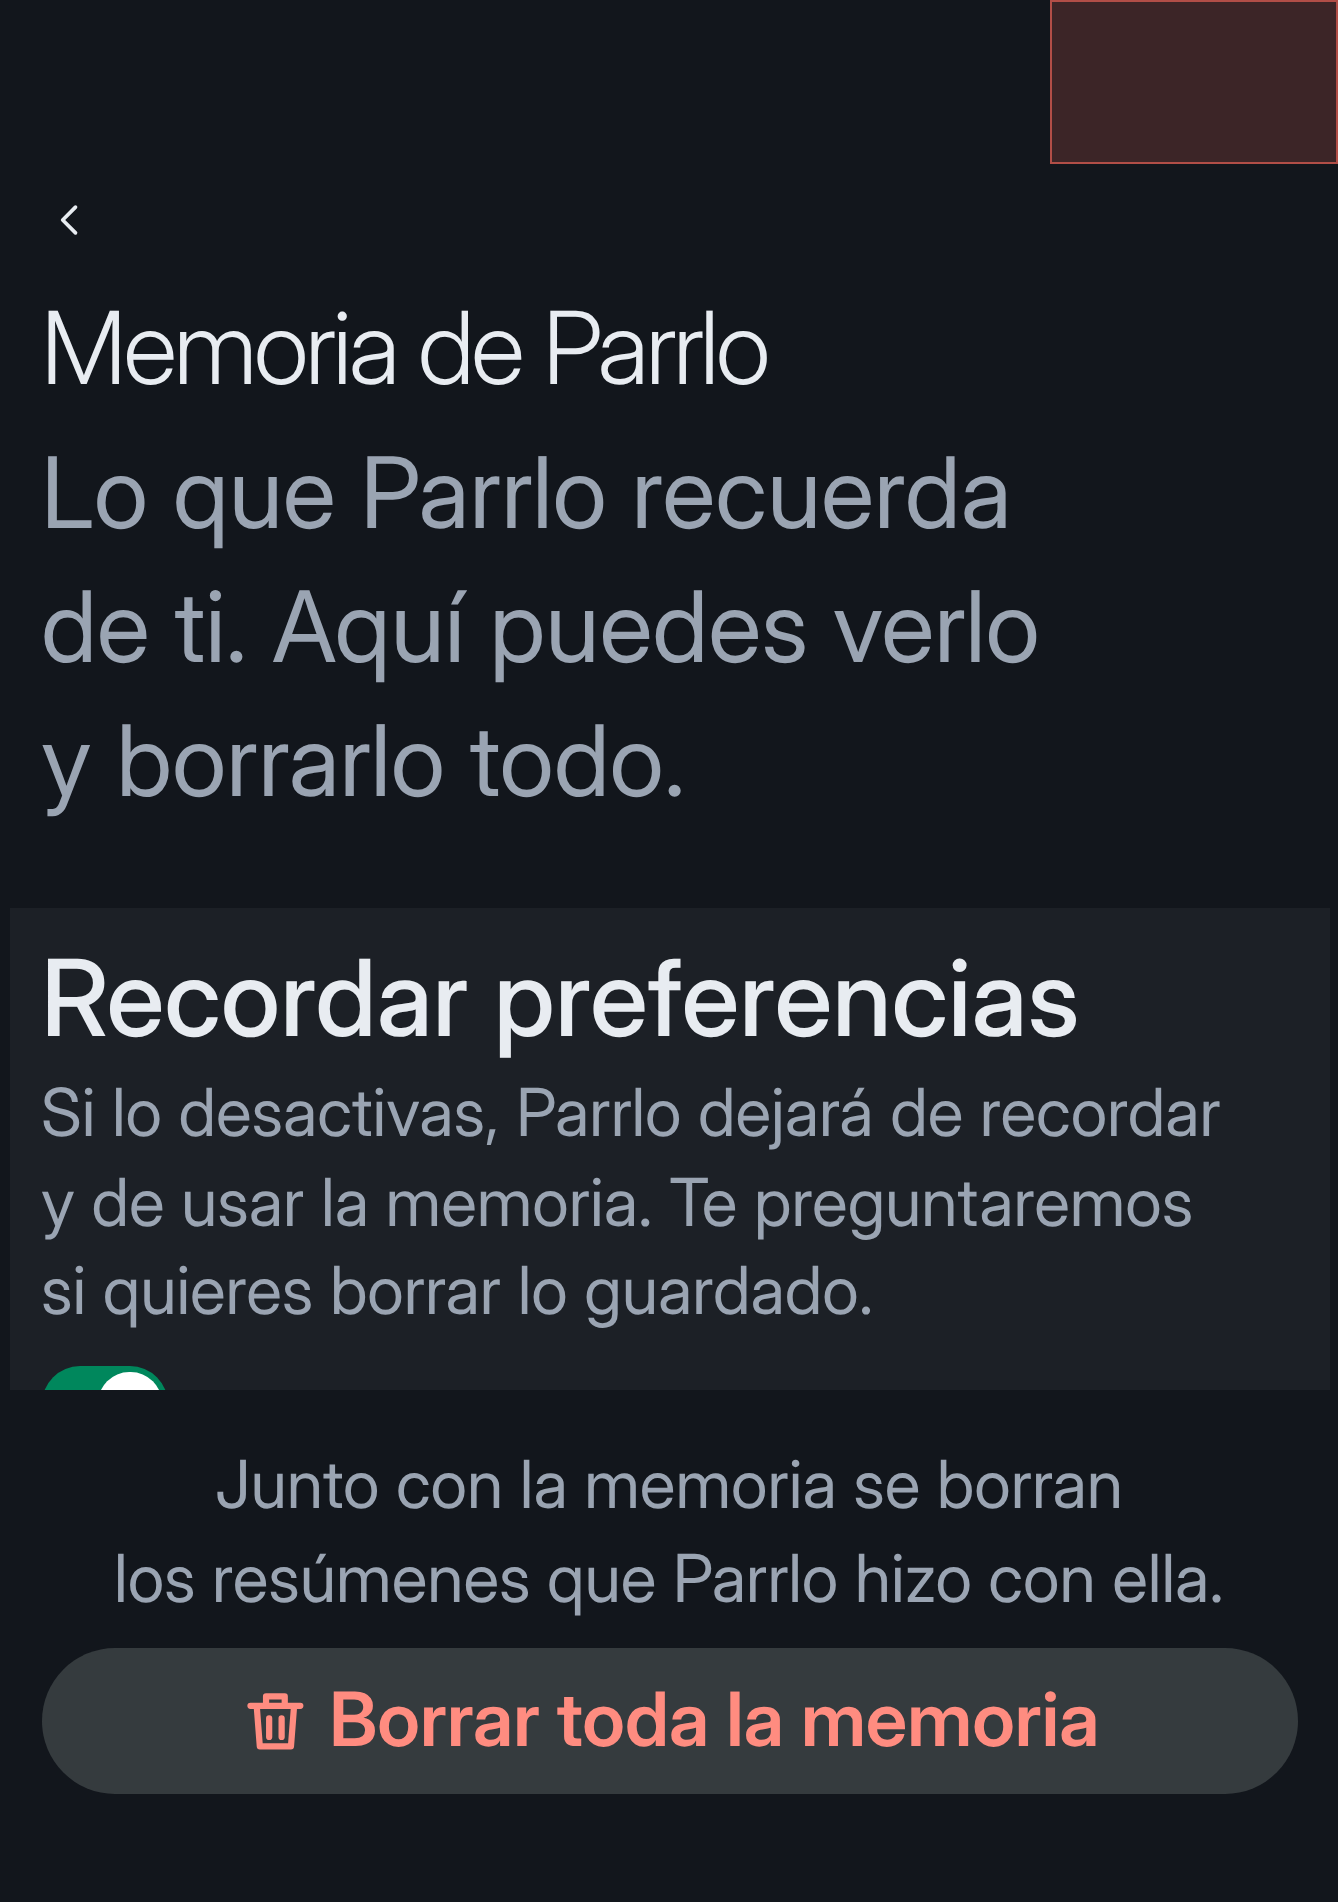 Memoria de Parrlo
Lo que Parrlo recuerda
de ti. Aquí puedes verlo
y borrarlo todo.
Recordar preferencias
Si lo desactivas, Parrlo dejará de recordar
y de usar la memoria. Te preguntaremos
si quieres borrar lo guardado.
Junto con la memoria se borran
los resúmenes que Parrlo hizo con ella.
Borrar toda la memoria